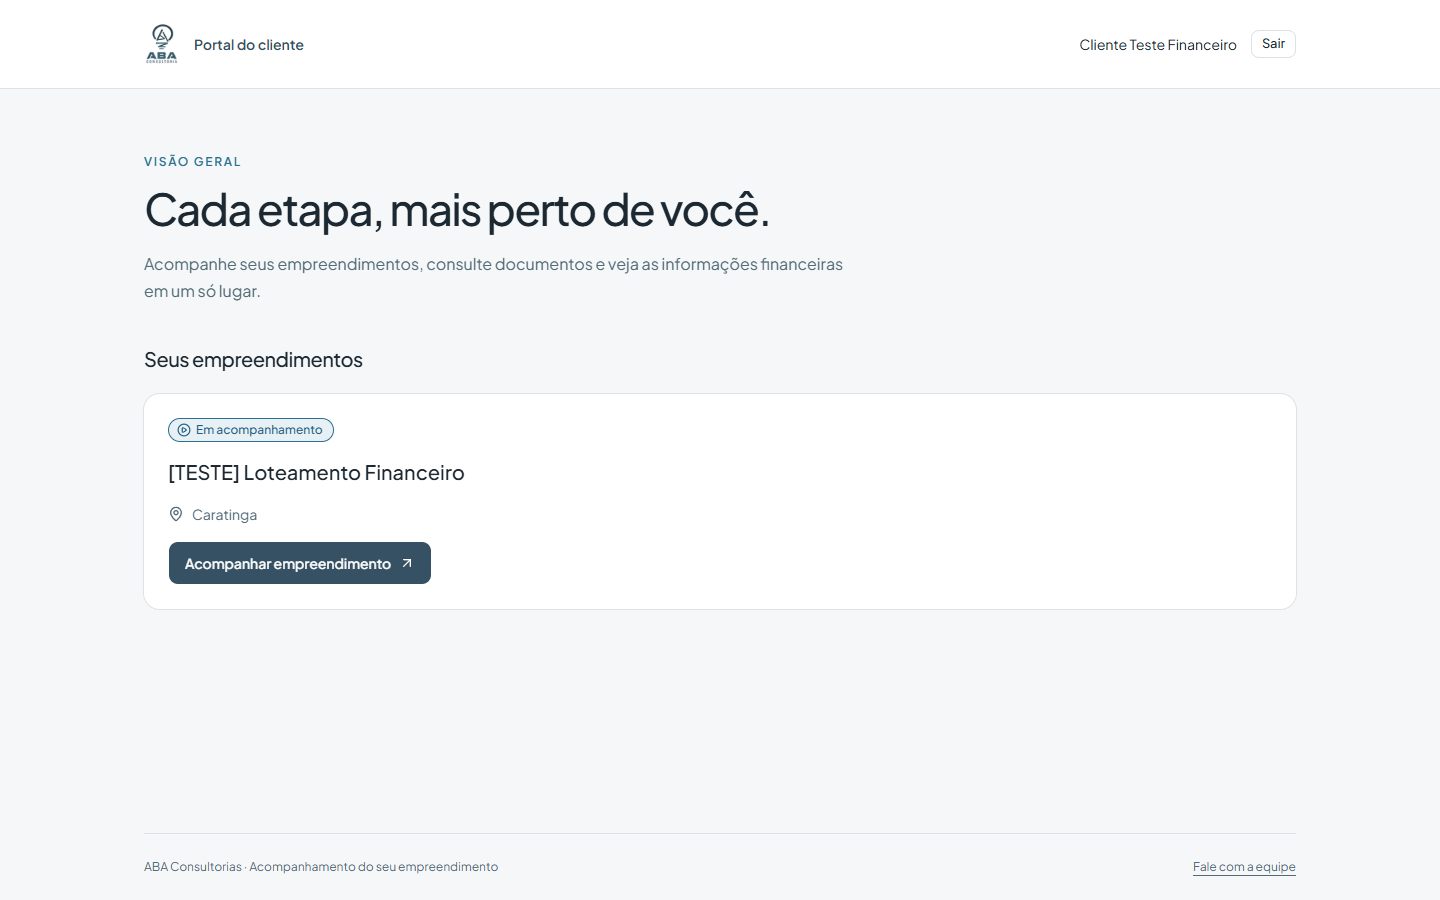 ABA
CONSULTORIA
Portal do cliente
Cliente Teste Financeiro
Sair
VISÃO GERAL
Cada etapa, mais perto de você.
Acompanhe seus empreendimentos, consulte documentos e veja as informações financeiras
em um só lugar.
Seus empreendimentos
Em acompanhamento
[TESTE] Loteamento Financeiro
Caratinga
Acompanhar empreendimento
ABA Consultorias · Acompanhamento do seu empreendimento
Fale com a equipe